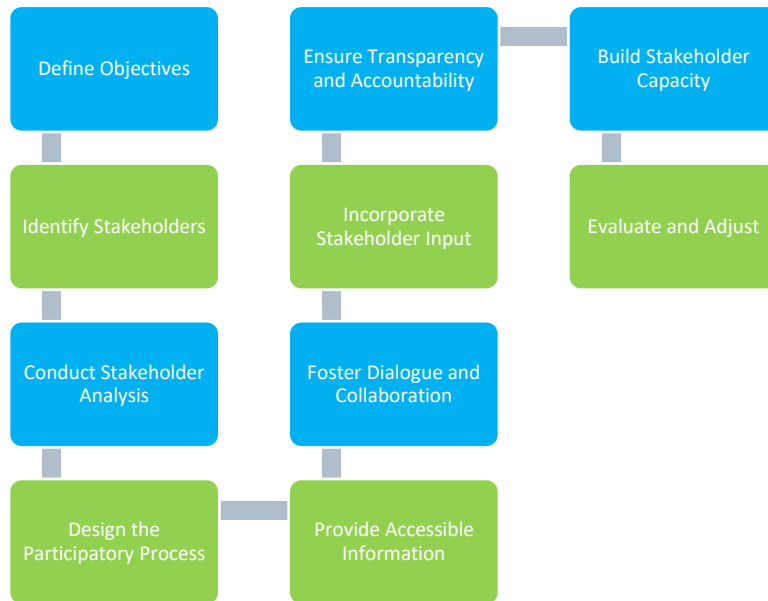 Define Objectives
Identify Stakeholders
Conduct Stakeholder
Analysis
Design the
Participatory Process
Provide Accessible
Information
Foster Dialogue and
Collaboration
Incorporate
Stakeholder Input
Ensure Transparency
and Accountability
Build Stakeholder
Capacity
Evaluate and Adjust